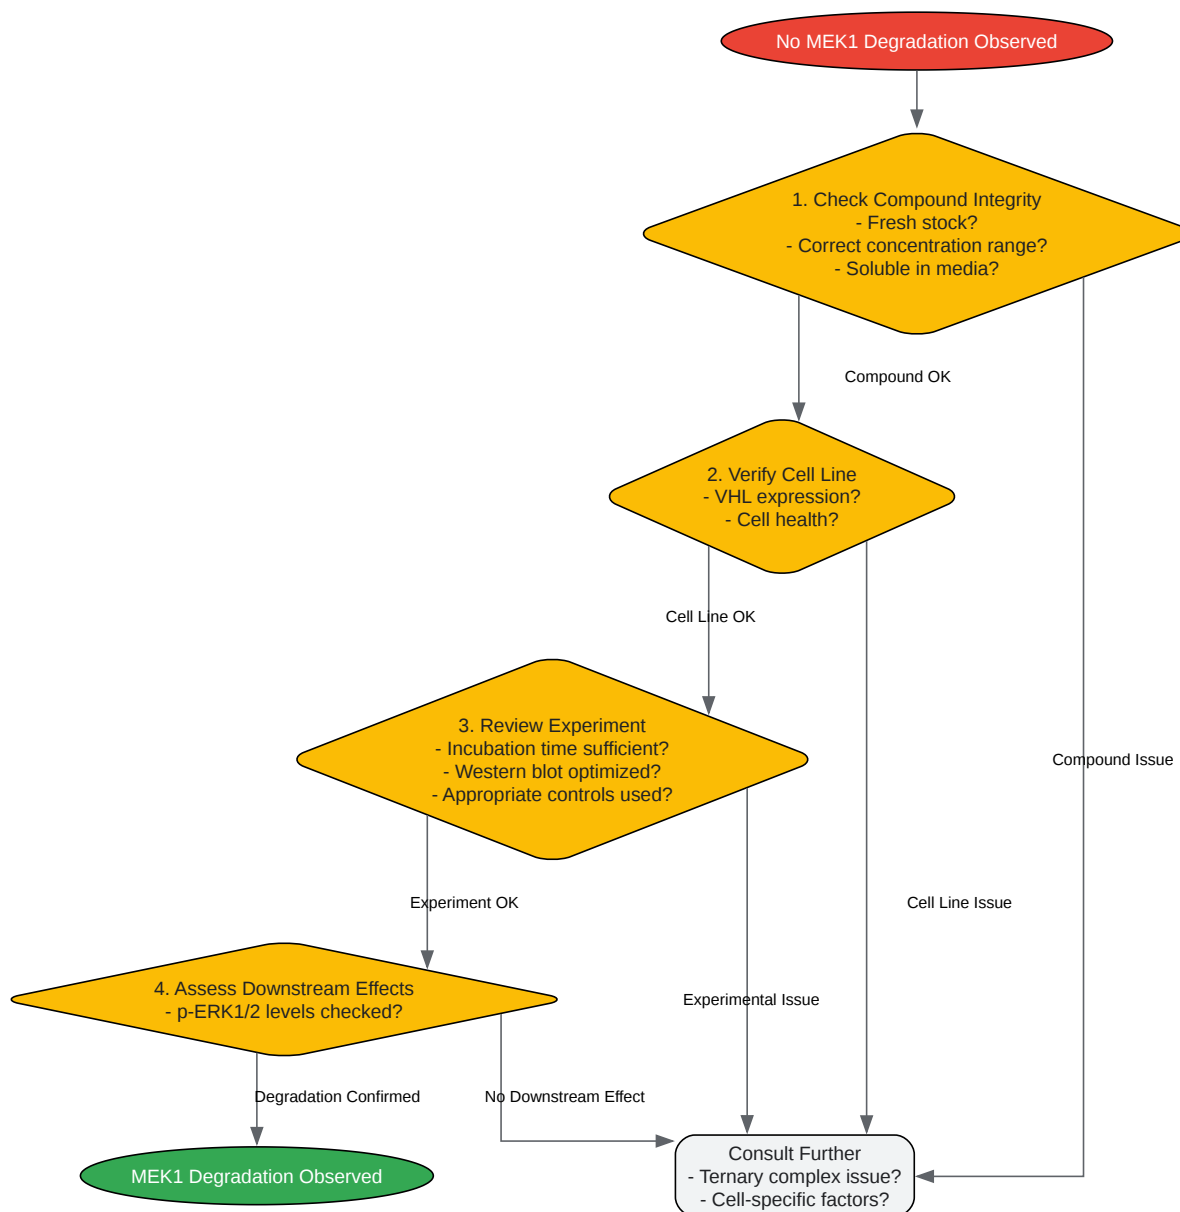 No MEK1 Degradation Observed
1. Check Compound Integrity
- Fresh stock?
- Correct concentration range?
- Soluble in media?
Compound OK
2. Verify Cell Line
- VHL expression?
- Cell health?
Cell Line OK
3. Review Experiment
- Incubation time sufficient?
- Western blot optimized?
- Appropriate controls used?
Compound Issue
Experiment OK
Cell Line Issue
4. Assess Downstream Effects
- p-ERK1/2 levels checked?
Experimental Issue
Degradation Confirmed
No Downstream Effect
MEK1 Degradation Observed
Consult Further
- Ternary complex issue?
- Cell-specific factors?